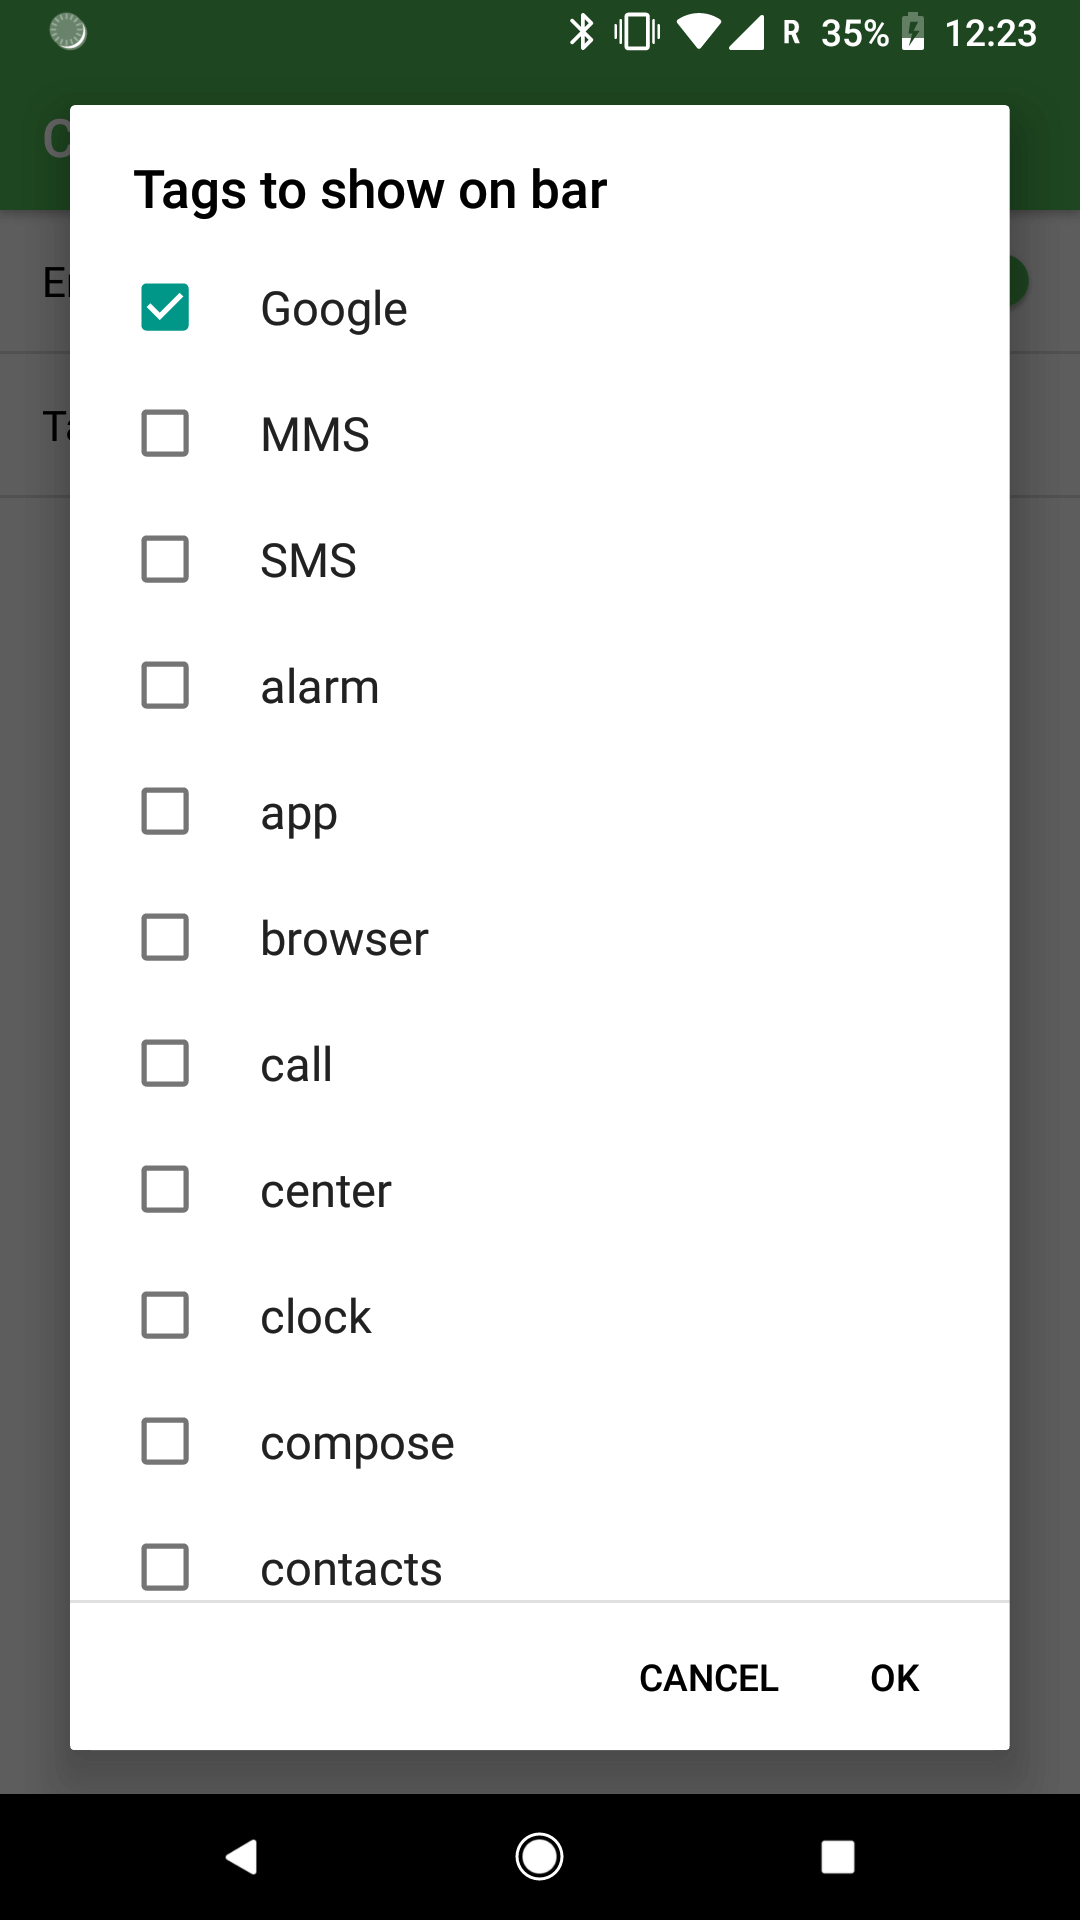 R 35% 12:23
Tags to show on bar
Google
MMS
SMS
alarm
app
browser
call
center
clock
compose
contacts
CANCEL OK